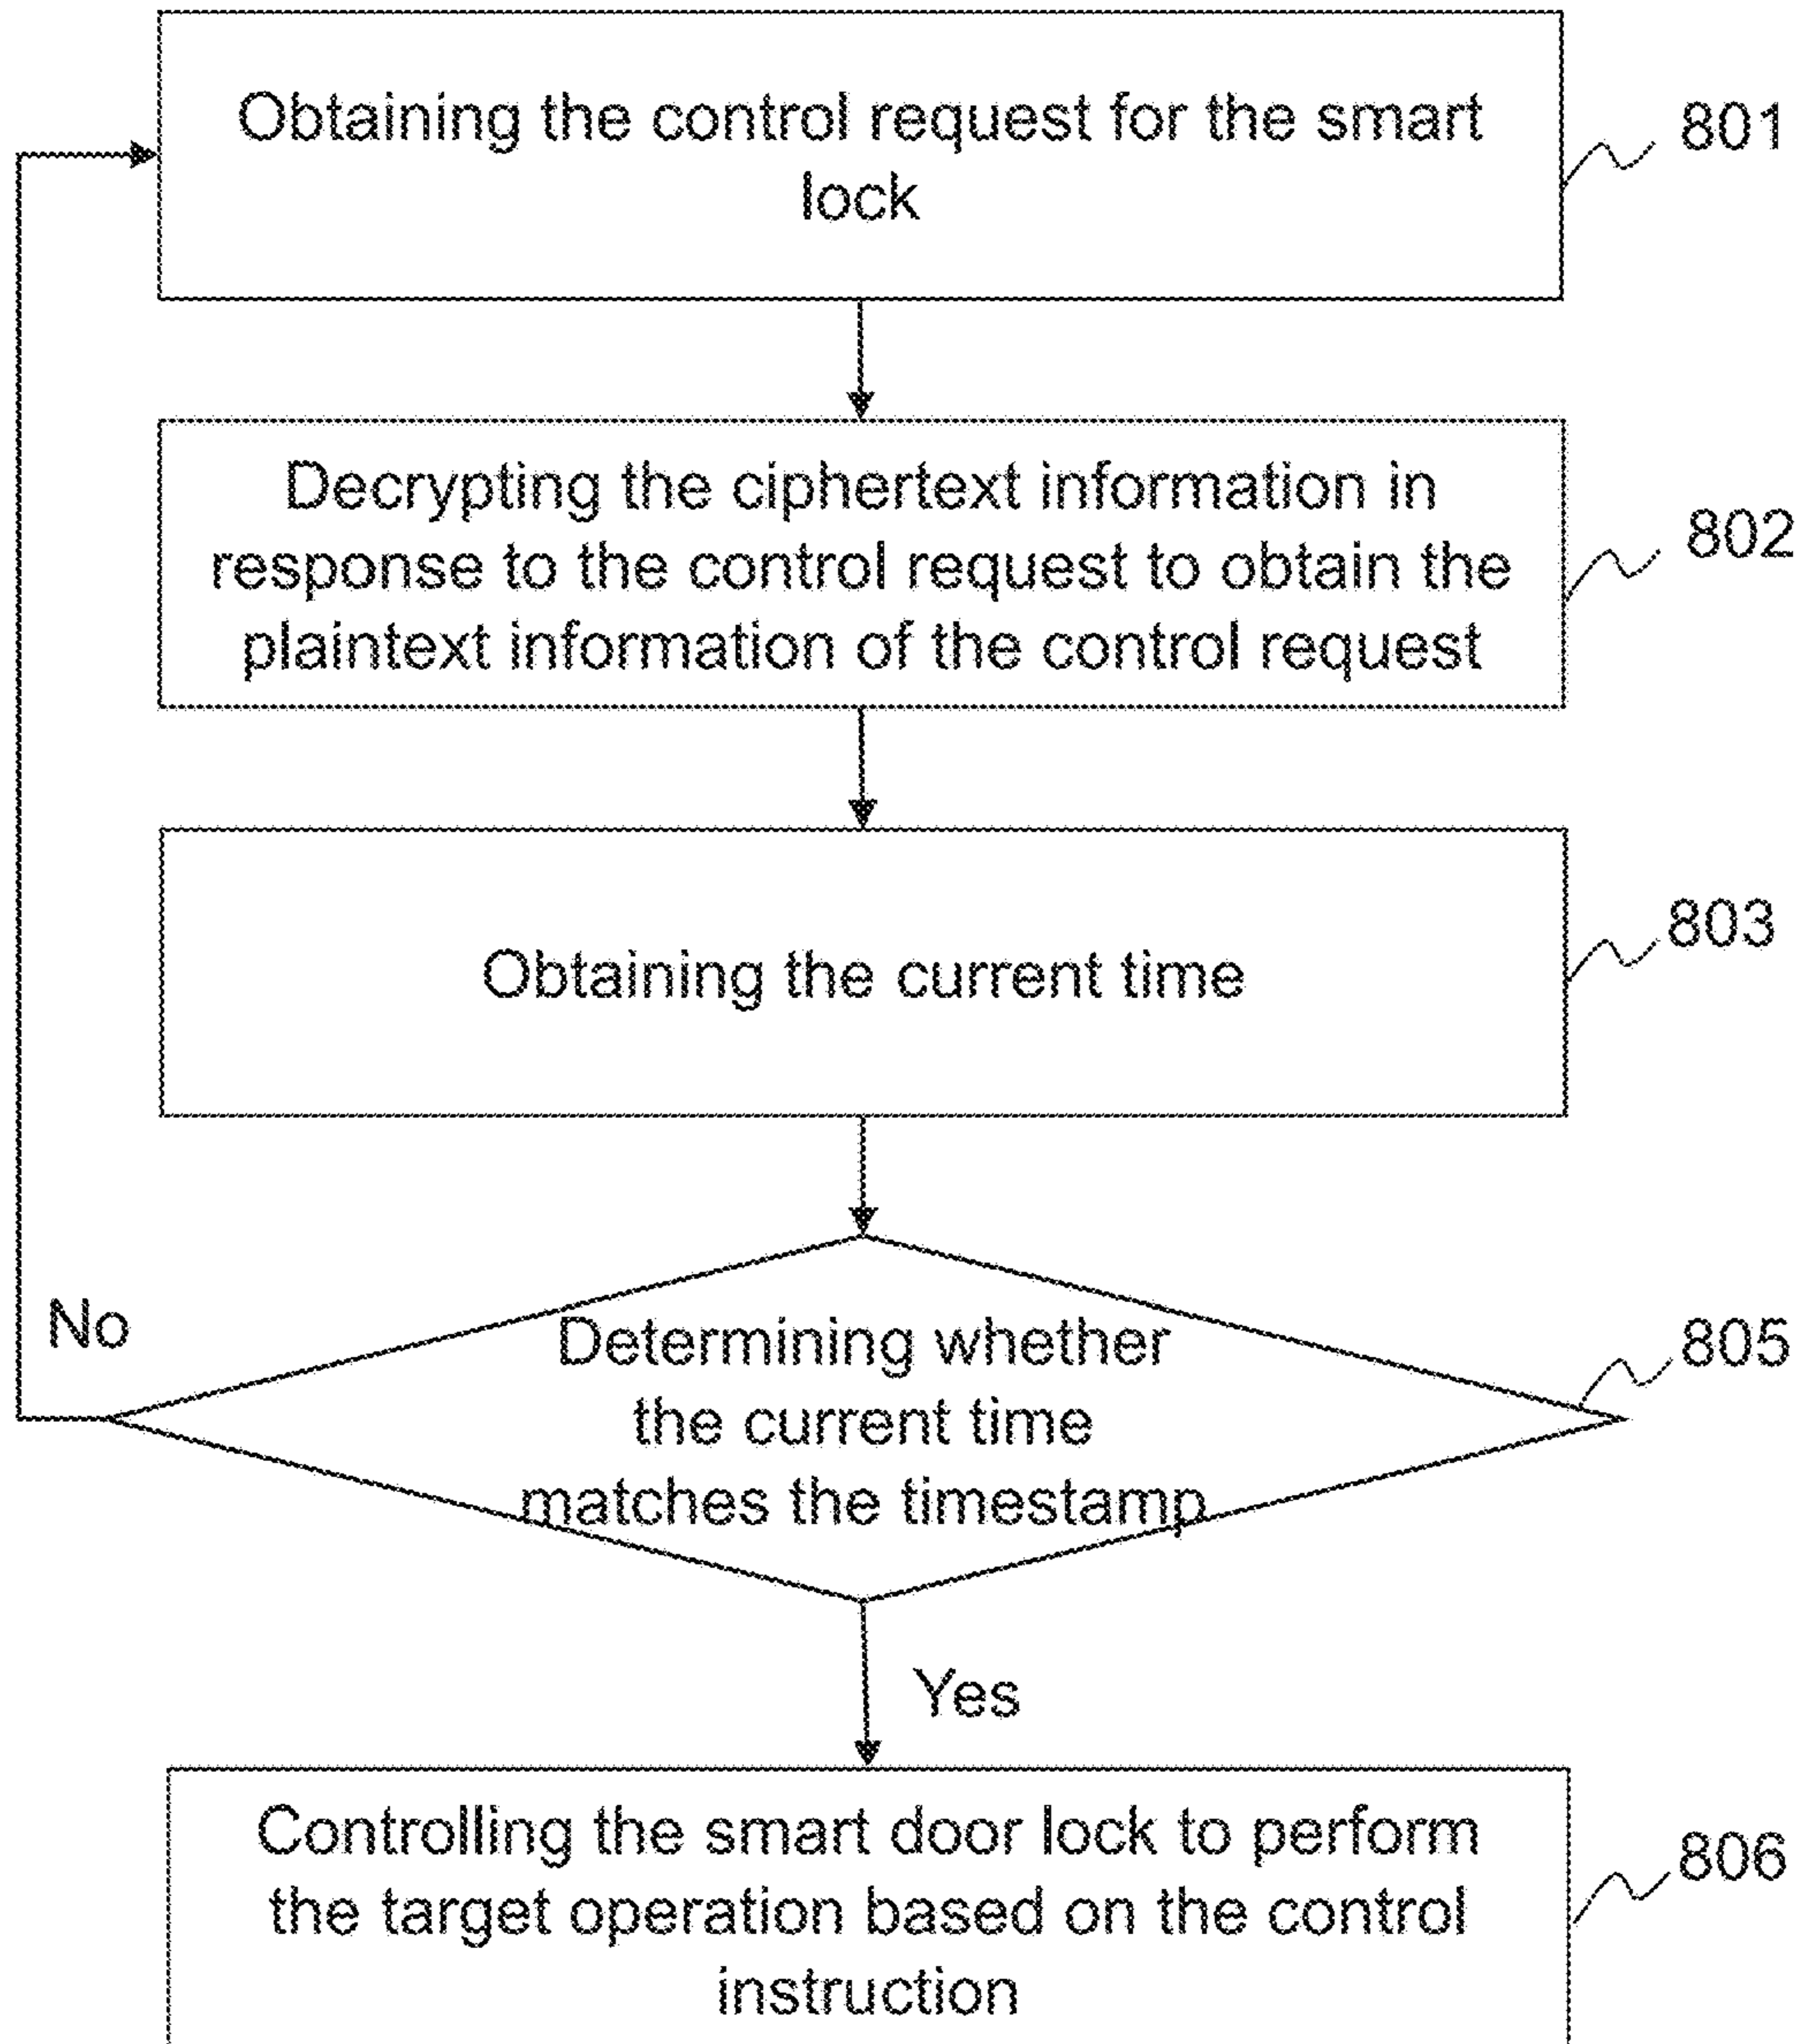 Obtaining the control request for the smart
lock
801
Decrypting the ciphertext information in
response to the control request to obtain the
plaintext information of the control request
802
Obtaining the current time
803
No
Determining whether
the current time
matches the timestamp
805
Yes
Controlling the smart door lock to perform
the target operation based on the control
instruction
806